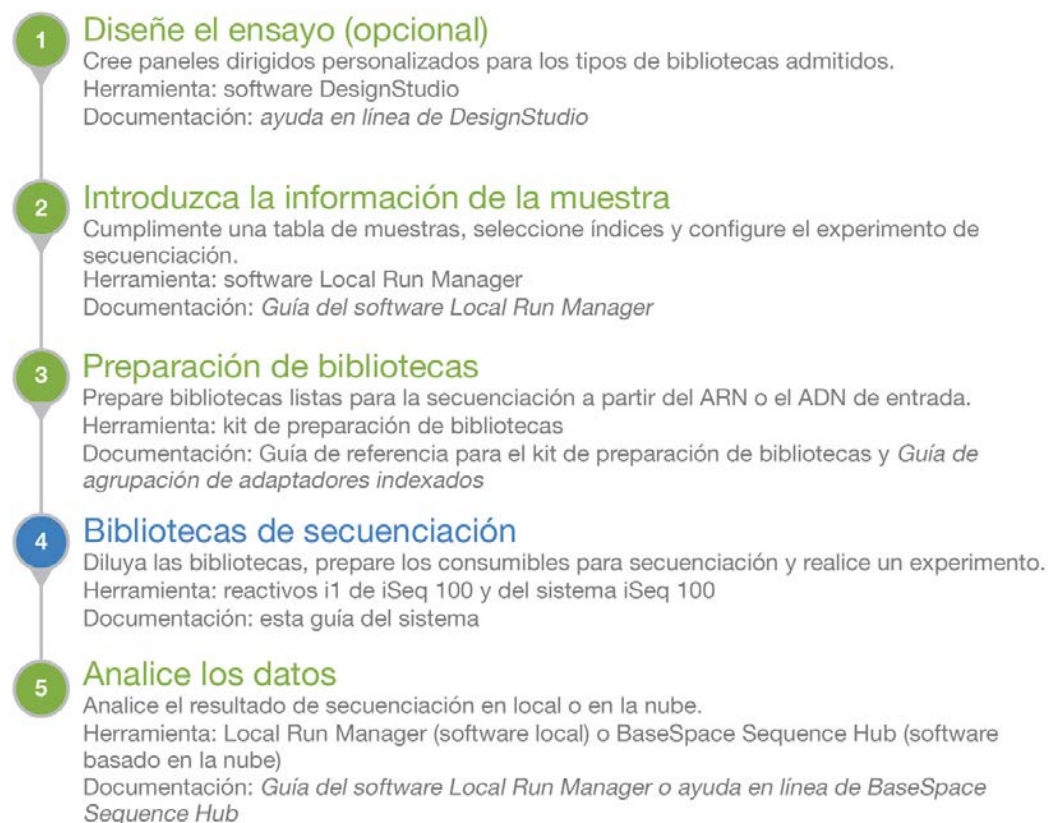 1 Diseñe el ensayo (opcional)
Cree paneles dirigidos personalizados para los tipos de bibliotecas admitidos.
Herramienta: software DesignStudio
Documentación: ayuda en línea de DesignStudio
2 Introduzca la información de la muestra
Cumplimente una tabla de muestras, seleccione índices y configure el experimento de
secuenciación.
Herramienta: software Local Run Manager
Documentación: Guía del software Local Run Manager
3 Preparación de bibliotecas
Prepare bibliotecas listas para la secuenciación a partir del ARN o el ADN de entrada.
Herramienta: kit de preparación de bibliotecas
Documentación: Guía de referencia para el kit de preparación de bibliotecas y Guía de
agrupación de adaptadores indexados
4 Bibliotecas de secuenciación
Diluya las bibliotecas, prepare los consumibles para secuenciación y realice un experimento.
Herramienta: reactivos i1 de iSeq 100 y del sistema iSeq 100
Documentación: esta guía del sistema
5 Analice los datos
Analice el resultado de secuenciación en local o en la nube.
Herramienta: Local Run Manager (software local) o BaseSpace Sequence Hub (software
basado en la nube)
Documentación: Guía del software Local Run Manager o ayuda en línea de BaseSpace
Sequence Hub